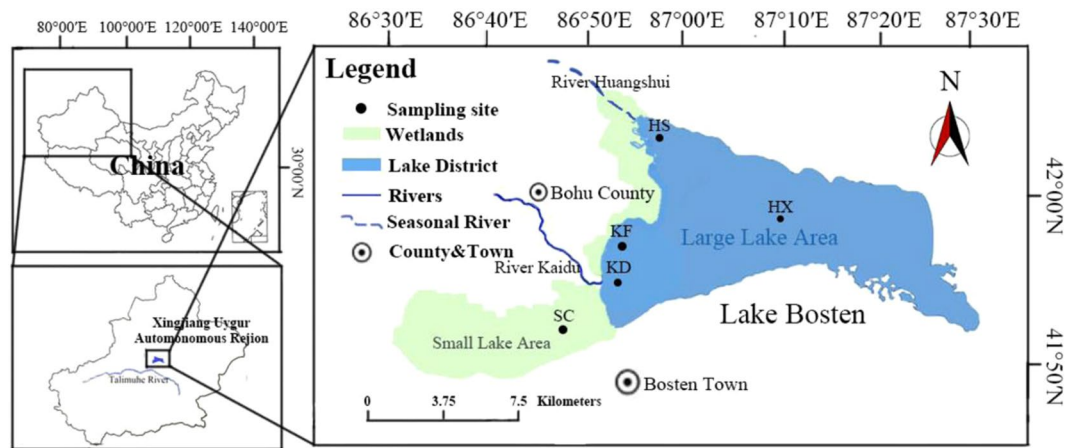 80°00'E 100°00'E 120°00'E 140°00'E
China
30°00'N
Xingjiang Uygur
Automonomous Rejion
Talimuhe River
86°30'E 86°40'E 86°50'E 87°00'E 87°10'E 87°20'E 87°30'E
Legend
Sampling site
Wetlands
Lake District
Rivers
Seasonal River
County&Town
River Huangshui
HS
N
Bohu County
HX
KF
Large Lake Area
River Kaidu
KD
SC
Lake Bosten
Small Lake Area
Bosten Town
0 3.75 7.5 Kilometers
42°00'N
41°50'N